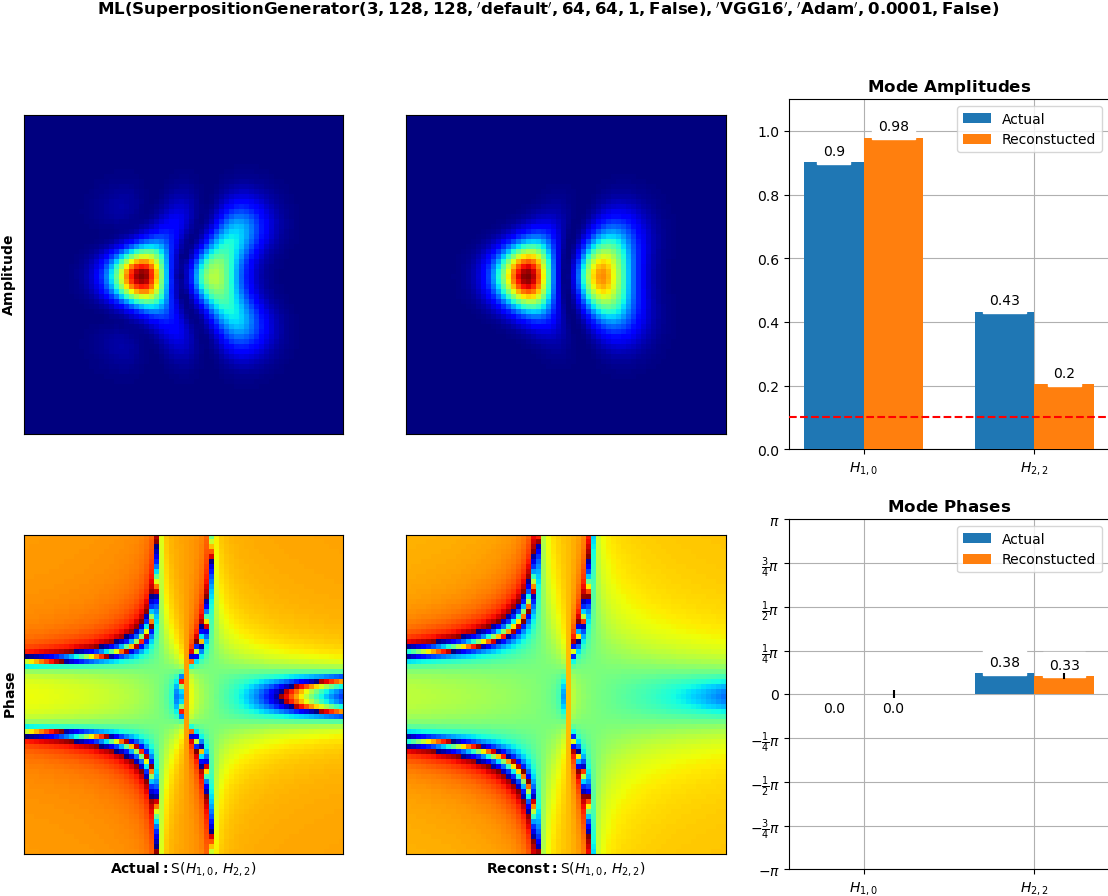 ML(SuperpositionGenerator(3, 128, 128, ′default′, 64, 64, 1, False), ′VGG16′, ′Adam′, 0.0001, False)
Mode Amplitudes
Amplitude
Actual
Reconstucted
1.0
0.8
0.6
0.4
0.2
0.0
0.9
0.98
0.43
0.2
H1,0
H2,2
Mode Phases
Phase
Actual
Reconstucted
π
3/4π
1/2π
1/4π
0
−1/4π
−1/2π
−3/4π
−π
0.0
0.0
0.38
0.33
H1,0
H2,2
Actual: S(H1,0, H2,2)
Reconst: S(H1,0, H2,2)